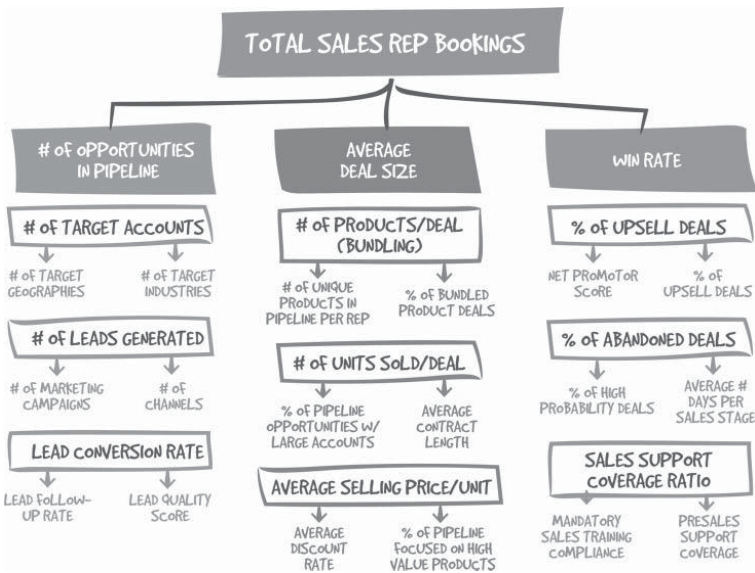 TOTAL SALES REP BOOKINGS
# OF OPPORTUNITIES
IN PIPELINE
# OF TARGET ACCOUNTS
# OF TARGET
GEOGRAPHIES
# OF TARGET
INDUSTRIES
# OF LEADS GENERATED
# OF MARKETING
CAMPAIGNS
# OF
CHANNELS
LEAD CONVERSION RATE
LEAD FOLLOW-
UP RATE
LEAD QUALITY
SCORE
AVERAGE
DEAL SIZE
# OF PRODUCTS/DEAL
(BUNDLING)
# OF UNIQUE
PRODUCTS IN
PIPELINE PER REP
% OF BUNDLED
PRODUCT DEALS
# OF UNITS SOLD/DEAL
% OF PIPELINE
OPPORTUNITIES W/
LARGE ACCOUNTS
AVERAGE
CONTRACT
LENGTH
AVERAGE SELLING PRICE/UNIT
AVERAGE
DISCOUNT
RATE
% OF PIPELINE
FOCUSED ON HIGH
VALUE PRODUCTS
WIN RATE
% OF UPSELL DEALS
NET PROMOTOR
SCORE
% OF
UPSELL DEALS
% OF ABANDONED DEALS
% OF HIGH
PROBABILITY DEALS
AVERAGE #
DAYS PER
SALES STAGE
SALES SUPPORT
COVERAGE RATIO
MANDATORY
SALES TRAINING
COMPLIANCE
PRESALES
SUPPORT
COVERAGE